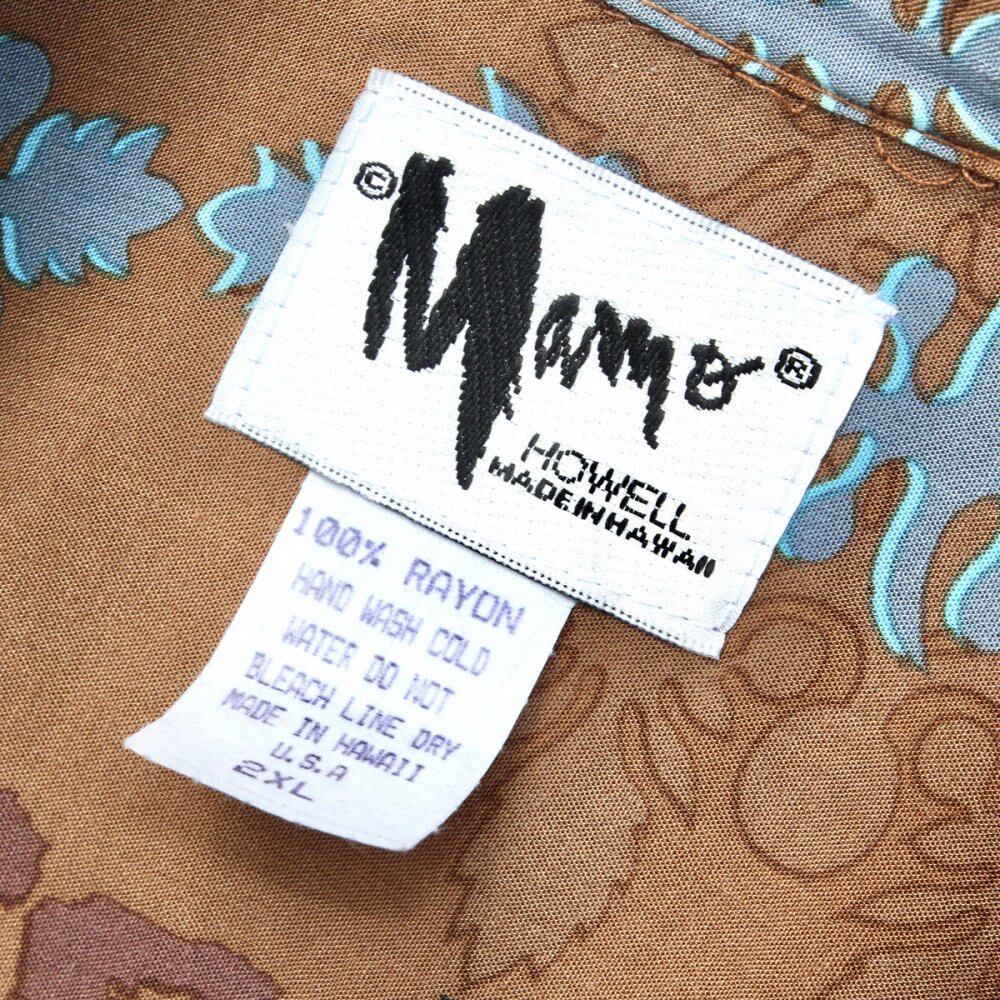 © Mamo ®
HOWELL
MADE IN HAWAII
100% RAYON
HAND WASH COLD
WATER DO NOT
BLEACH LINE DRY
MADE IN HAWAII
U.S.A
2XL